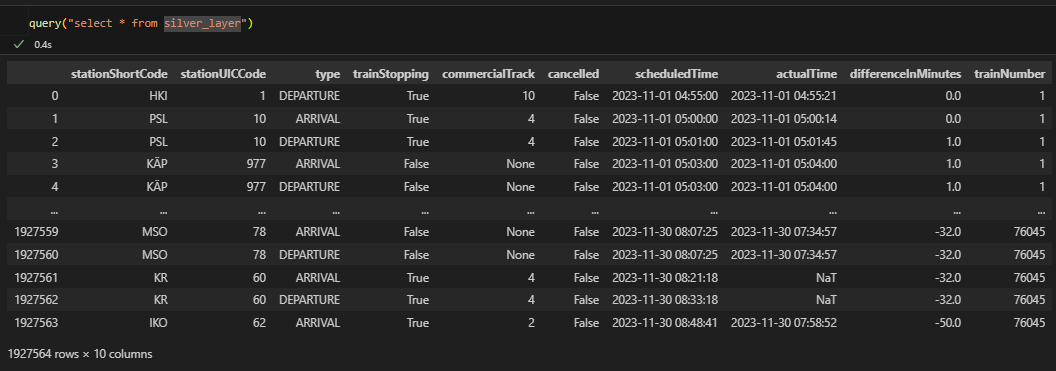 query("select * from silver_layer")
✓ 0.4s
stationShortCode stationUICCode type trainStopping commercialTrack cancelled scheduledTime actualTime differenceInMinutes trainNumber
0 HKI 1 DEPARTURE True 10 False 2023-11-01 04:55:00 2023-11-01 04:55:21 0.0 1
1 PSL 10 ARRIVAL True 4 False 2023-11-01 05:00:00 2023-11-01 05:00:14 0.0 1
2 PSL 10 DEPARTURE True 4 False 2023-11-01 05:01:00 2023-11-01 05:01:45 1.0 1
3 KÄP 977 ARRIVAL False None False 2023-11-01 05:03:00 2023-11-01 05:04:00 1.0 1
4 KÄP 977 DEPARTURE False None False 2023-11-01 05:03:00 2023-11-01 05:04:00 1.0 1
... ... ... ... ... ... ... ... ... ... ...
1927559 MSO 78 ARRIVAL False None False 2023-11-30 08:07:25 2023-11-30 07:34:57 -32.0 76045
1927560 MSO 78 DEPARTURE False None False 2023-11-30 08:07:25 2023-11-30 07:34:57 -32.0 76045
1927561 KR 60 ARRIVAL True 4 False 2023-11-30 08:21:18 NaT -32.0 76045
1927562 KR 60 DEPARTURE True 4 False 2023-11-30 08:33:18 NaT -32.0 76045
1927563 IKO 62 ARRIVAL True 2 False 2023-11-30 08:48:41 2023-11-30 07:58:52 -50.0 76045
1927564 rows × 10 columns